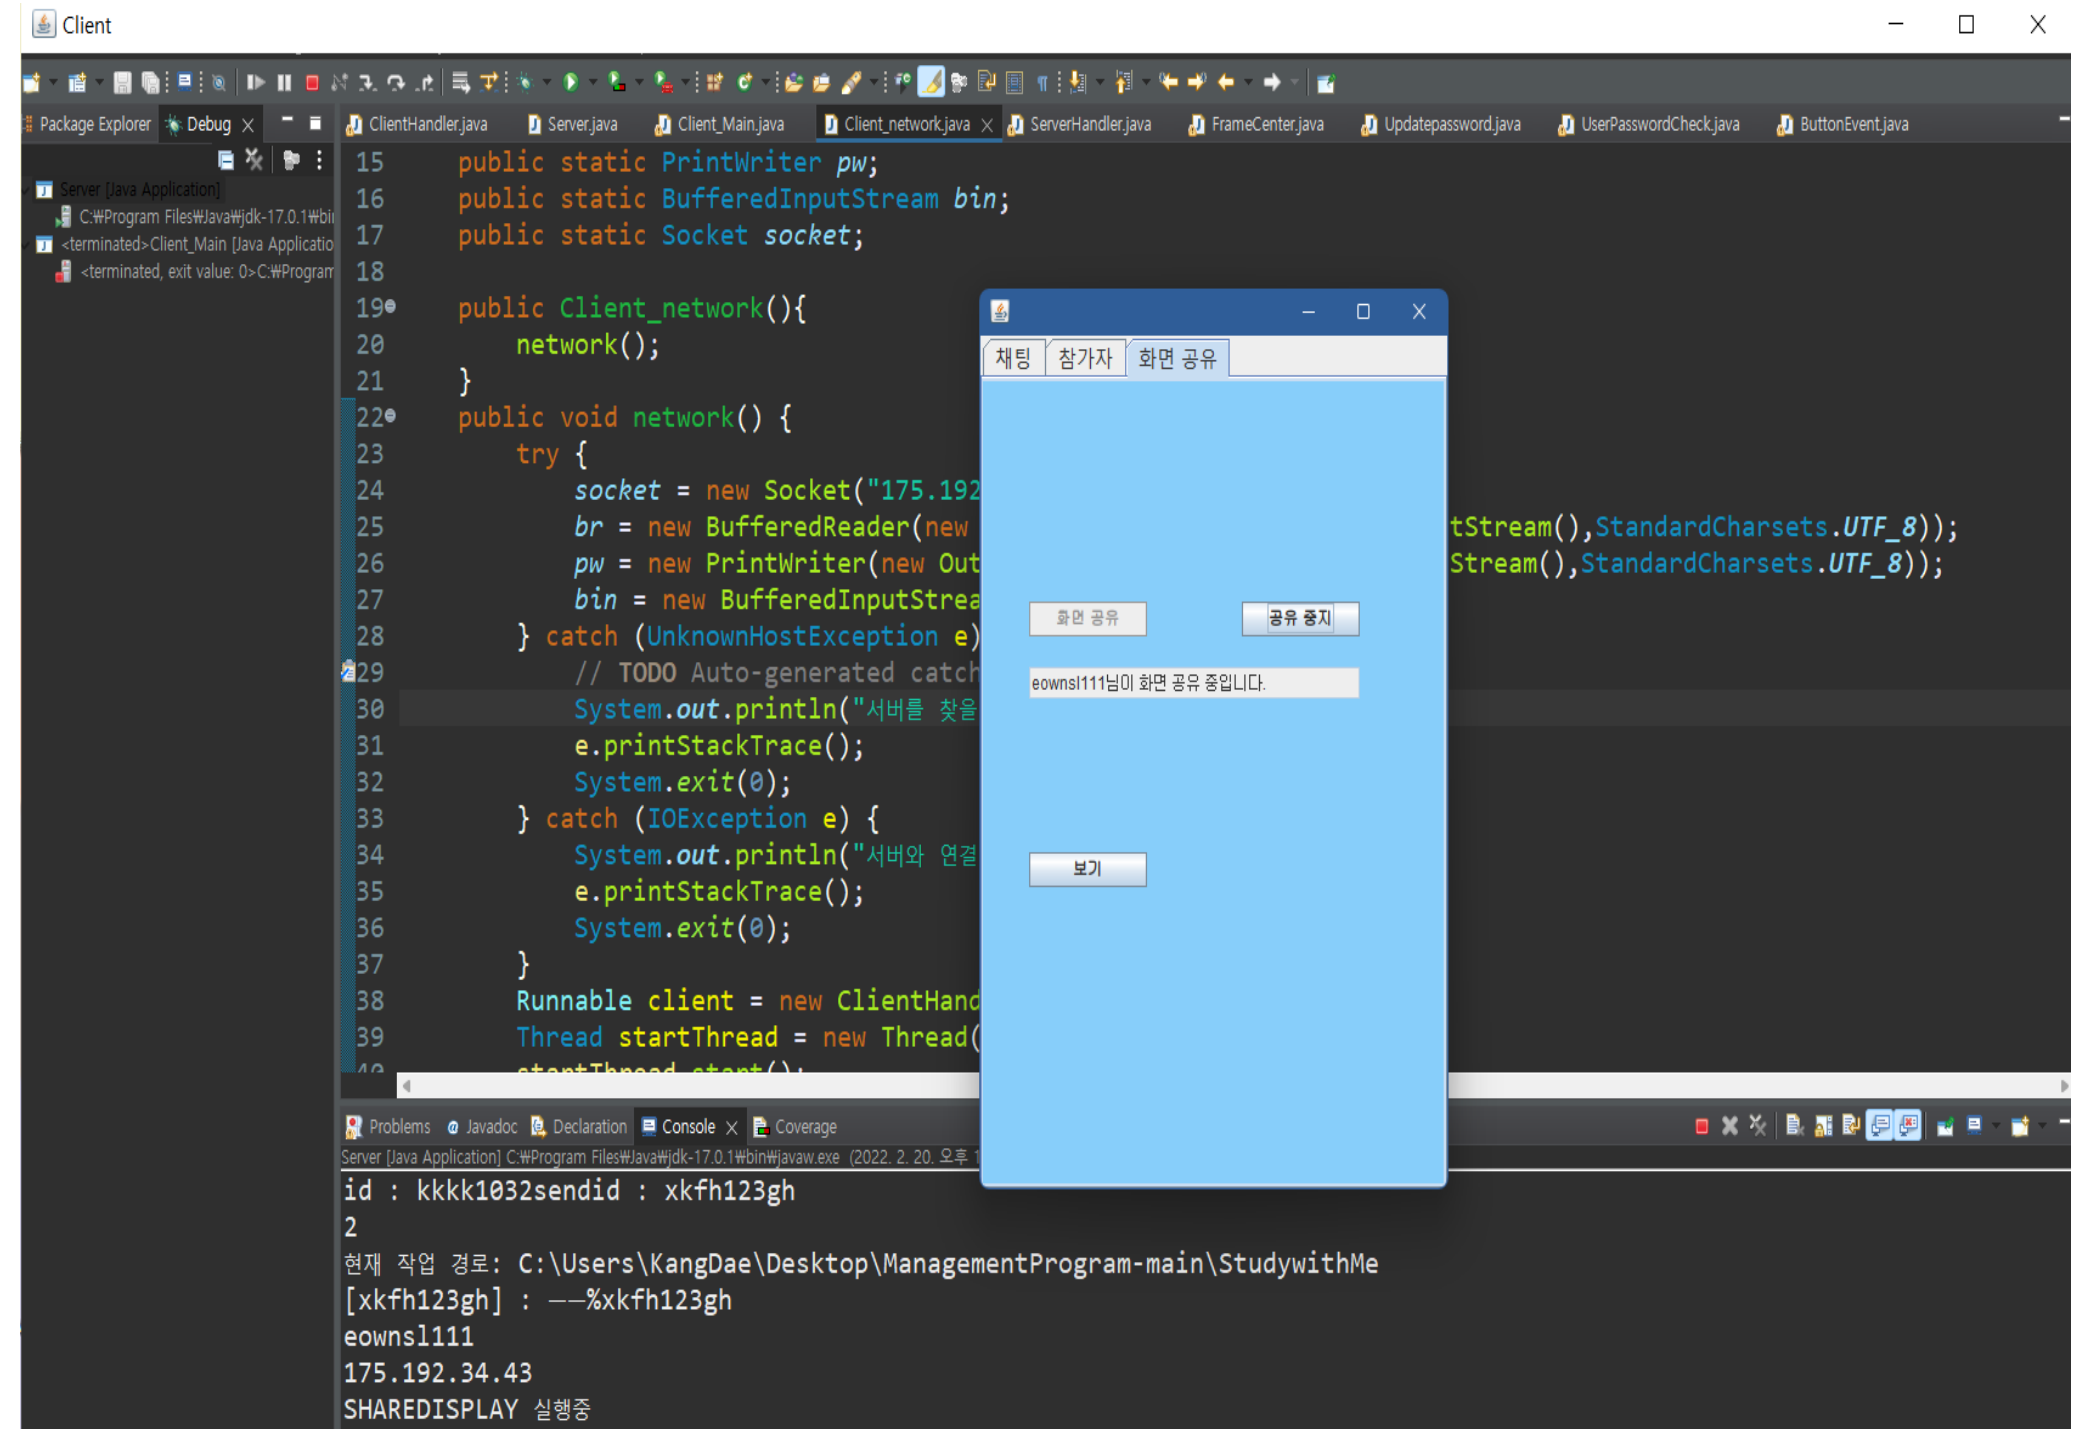 Client
Package Explorer Debug
ClientHandler.java Server.java Client_Main.java Client_network.java ServerHandler.java FrameCenter.java Updatepassword.java UserPasswordCheck.java ButtonEvent.java
Server [Java Application]
C:₩Program Files₩Java₩jdk-17.0.1₩bi
<terminated>Client_Main [Java Applicatio
<terminated, exit value: 0>C:₩Program
15 public static PrintWriter pw;
16 public static BufferedInputStream bin;
17 public static Socket socket;
18
19 public Client_network(){
20 network();
21 }
22 public void network() {
23 try {
24 socket = new Socket("175.192
25 br = new BufferedReader(new tStream(),StandardCharsets.UTF_8));
26 pw = new PrintWriter(new Out Stream(),StandardCharsets.UTF_8));
27 bin = new BufferedInputStrea
28 } catch (UnknownHostException e)
29 // TODO Auto-generated catch
30 System.out.println("서버를 찾을
31 e.printStackTrace();
32 System.exit(0);
33 } catch (IOException e) {
34 System.out.println("서버와 연결
35 e.printStackTrace();
36 System.exit(0);
37 }
38 Runnable client = new ClientHand
39 Thread startThread = new Thread(
40 startThread.start();
채팅 참가자 화면 공유
화면 공유 공유 중지
eownsl111님이 화면 공유 중입니다.
보기
Problems Javadoc Declaration Console Coverage
Server [Java Application] C:₩Program Files₩Java₩jdk-17.0.1₩bin₩javaw.exe (2022. 2. 20. 오후 1
id : kkkk1032sendid : xkfh123gh
2
현재 작업 경로: C:\Users\KangDae\Desktop\ManagementProgram-main\StudywithMe
[xkfh123gh] : ——%xkfh123gh
eownsl111
175.192.34.43
SHAREDISPLAY 실행중